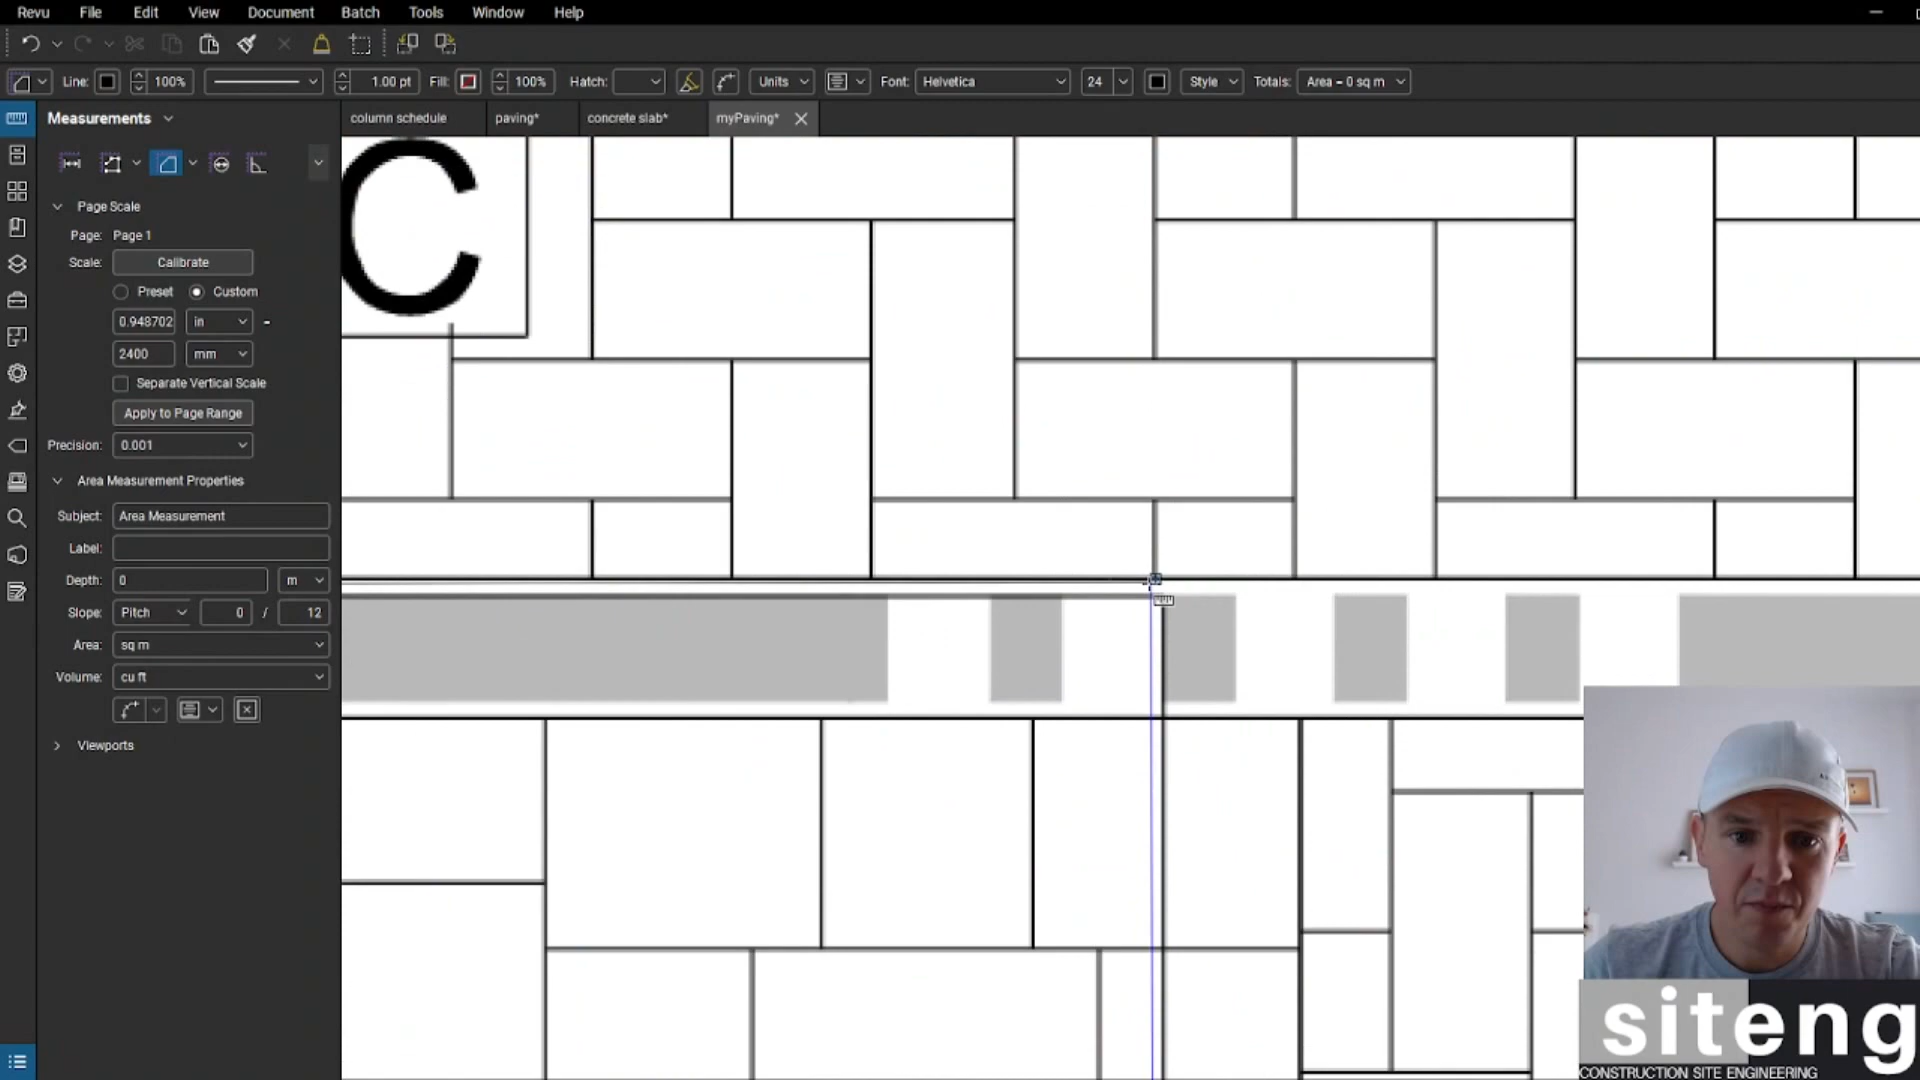 Revu File Edit View Document Batch Tools Window Help
Line: 100% 1.00 pt Fill: 100% Hatch: Units Font: Helvetica 24 Style Totals: Area = 0 sq m
Measurements
column schedule paving* concrete slab* myPaving*
Page Scale
Page: Page 1
Scale: Calibrate
Preset Custom
0.948702 in
2400 mm
Separate Vertical Scale
Apply to Page Range
Precision: 0.001
Area Measurement Properties
Subject: Area Measurement
Label:
Depth: 0 m
Slope: Pitch 0 / 12
Area: sq m
Volume: cu ft
Viewports
C
siteng
CONSTRUCTION SITE ENGINEERING